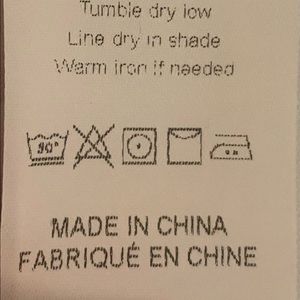 Tumble dry low
Line dry in shade
Warm iron if needed
30°
MADE IN CHINA
FABRIQUÉ EN CHINE